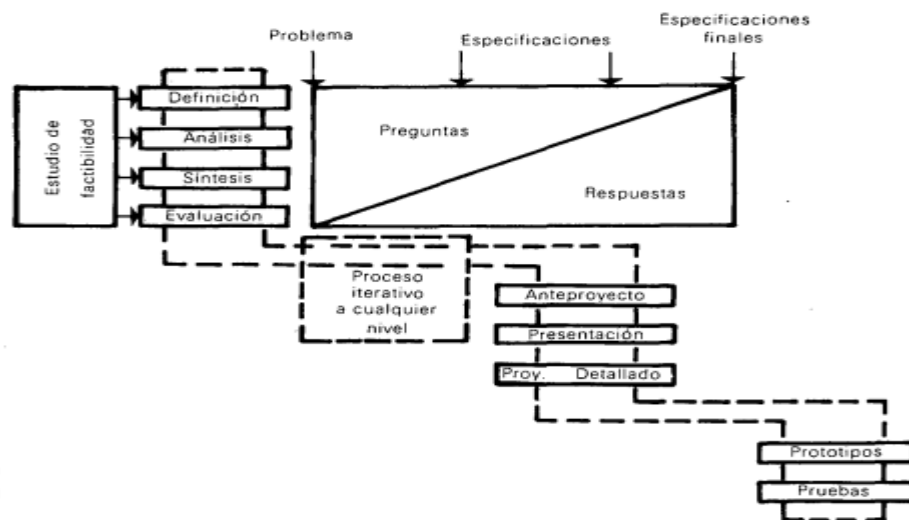 Problema
Especificaciones
Especificaciones
finales
Estudio de
factibilidad
Definición
Análisis
Síntesis
Evaluación
Preguntas
Respuestas
Proceso
iterativo
a cualquier
nivel
Anteproyecto
Presentación
Proy. Detallado
Prototipos
Pruebas